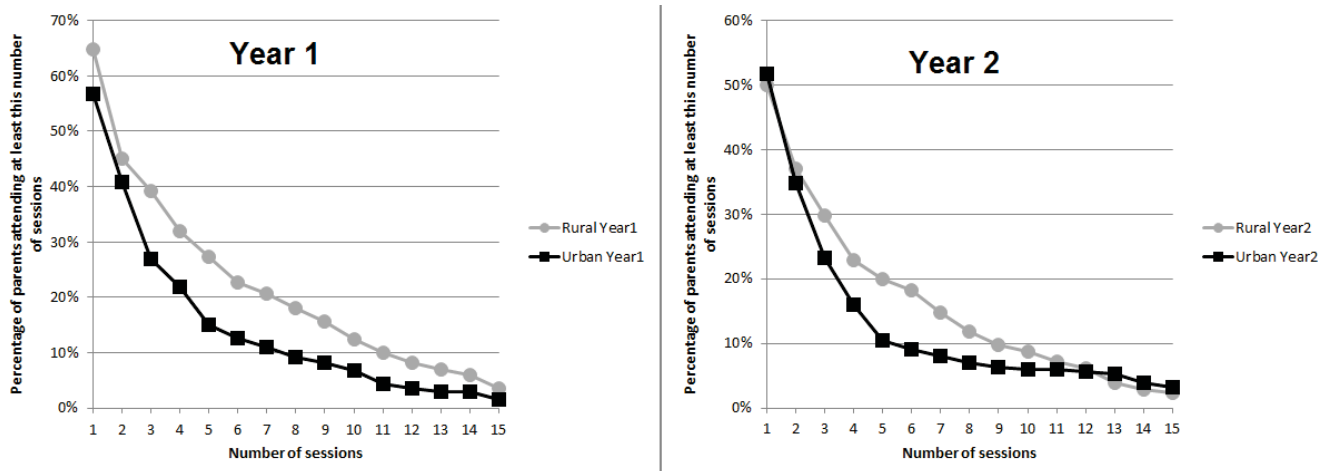 Year 1
Percentage of parents attending at least this number
of sessions
70%
60%
50%
40%
30%
20%
10%
0%
1 2 3 4 5 6 7 8 9 10 11 12 13 14 15
Number of sessions
Rural Year1
Urban Year1
Year 2
Percentage of parents attending at least this number
of sessions
60%
50%
40%
30%
20%
10%
0%
1 2 3 4 5 6 7 8 9 10 11 12 13 14 15
Number of sessions
Rural Year2
Urban Year2